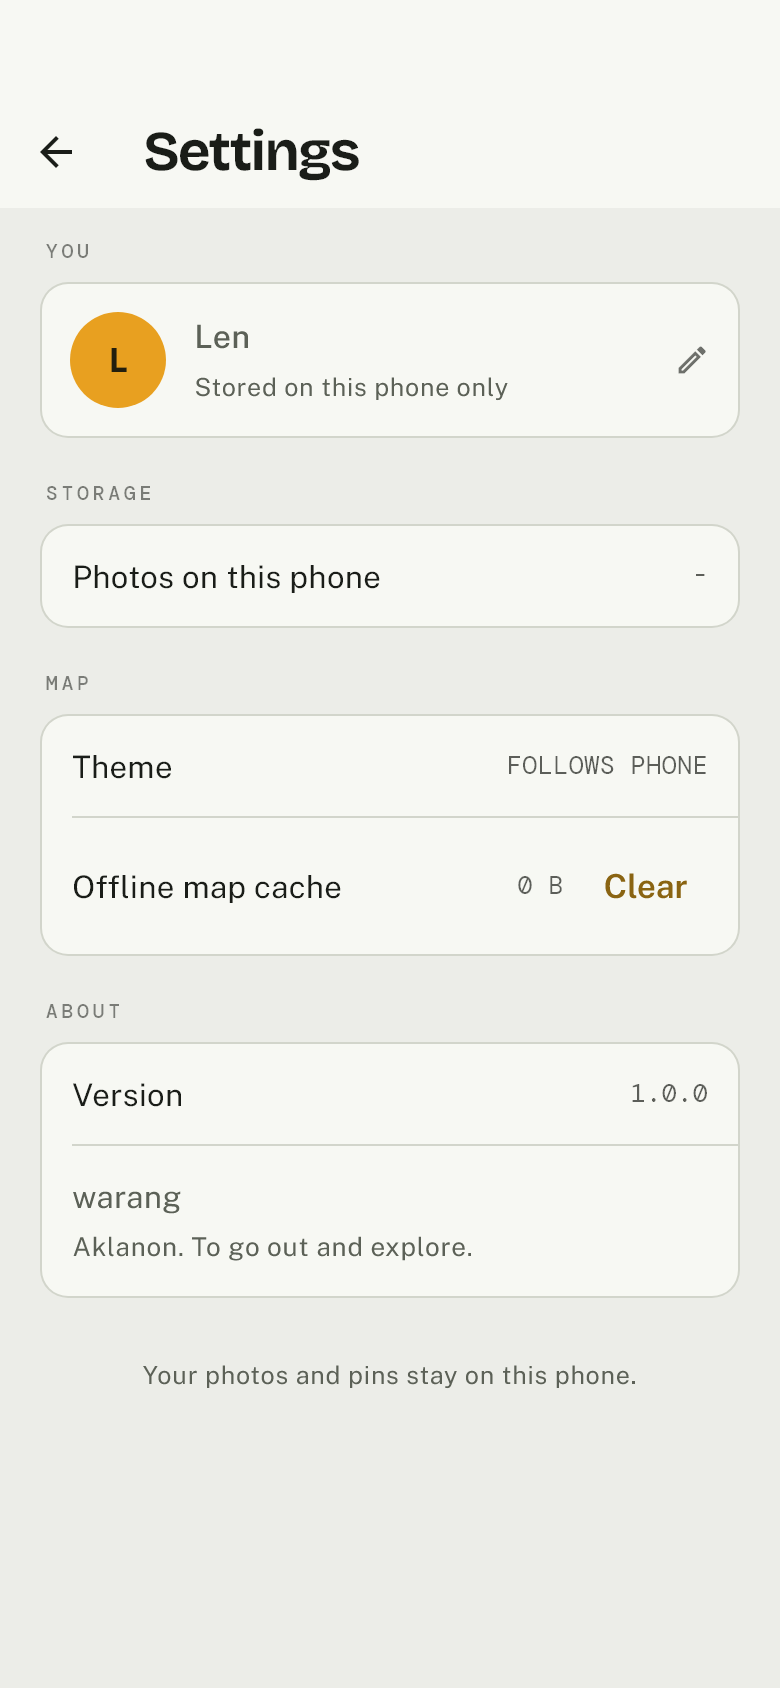 Settings
YOU
L
Len
Stored on this phone only
STORAGE
Photos on this phone -
MAP
Theme FOLLOWS PHONE
Offline map cache 0 B Clear
ABOUT
Version 1.0.0
warang
Aklanon. To go out and explore.
Your photos and pins stay on this phone.